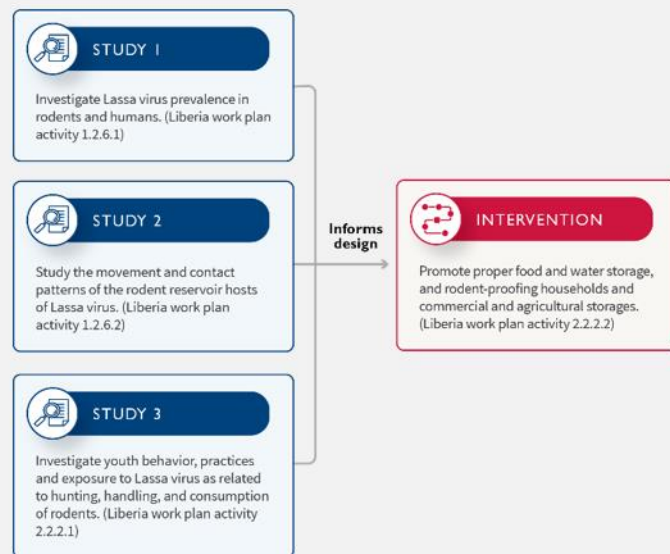 STUDY 1
Investigate Lassa virus prevalence in
rodents and humans. (Liberia work plan
activity 1.2.6.1)
STUDY 2
Study the movement and contact
patterns of the rodent reservoir hosts
of Lassa virus. (Liberia work plan
activity 1.2.6.2)
STUDY 3
Investigate youth behavior, practices
and exposure to Lassa virus as related
to hunting, handling, and consumption
of rodents. (Liberia work plan activity
2.2.2.1)
Informs
design
INTERVENTION
Promote proper food and water storage,
and rodent-proofing households and
commercial and agricultural storages.
(Liberia work plan activity 2.2.2.2)